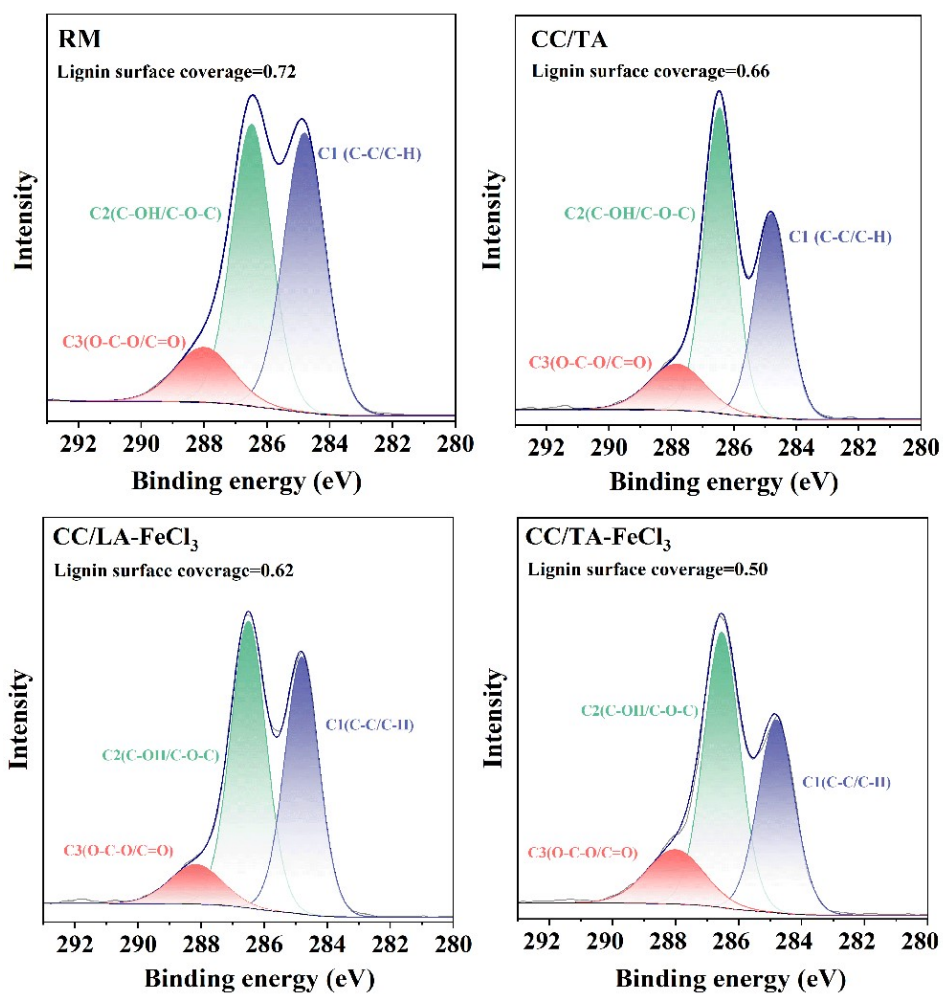 RM
Lignin surface coverage=0.72
C1 (C-C/C-H)
C2(C-OH/C-O-C)
C3(O-C-O/C=O)
Intensity
292 290 288 286 284 282 280
Binding energy (eV)
CC/TA
Lignin surface coverage=0.66
C2(C-OH/C-O-C)
C1 (C-C/C-H)
C3(O-C-O/C=O)
Intensity
292 290 288 286 284 282 280
Binding energy (eV)
CC/LA-FeCl₃
Lignin surface coverage=0.62
C1(C-C/C-H)
C2(C-OH/C-O-C)
C3(O-C-O/C=O)
Intensity
292 290 288 286 284 282 280
Binding energy (eV)
CC/TA-FeCl₃
Lignin surface coverage=0.50
C2(C-OH/C-O-C)
C1(C-C/C-H)
C3(O-C-O/C=O)
Intensity
292 290 288 286 284 282 280
Binding energy (eV)